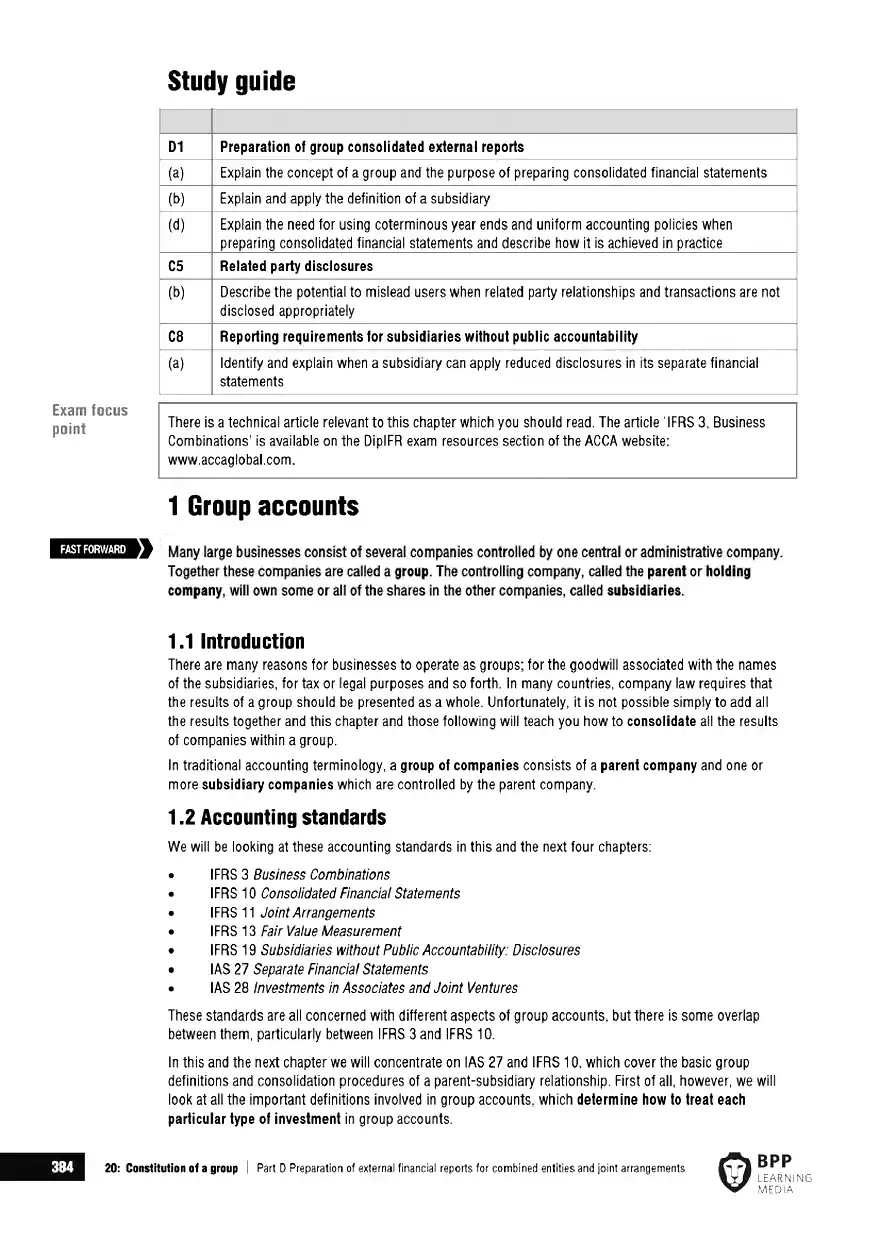 Study guide
D1 Preparation of group consolidated external reports
(a) Explain the concept of a group and the purpose of preparing consolidated financial statements
(b) Explain and apply the definition of a subsidiary
(d) Explain the need for using coterminous year ends and uniform accounting policies when
preparing consolidated financial statements and describe how it is achieved in practice
C5 Related party disclosures
(b) Describe the potential to mislead users when related party relationships and transactions are not
disclosed appropriately
C8 Reporting requirements for subsidiaries without public accountability
(a) Identify and explain when a subsidiary can apply reduced disclosures in its separate financial
statements
Exam focus
point
There is a technical article relevant to this chapter which you should read. The article 'IFRS 3, Business
Combinations' is available on the DipIFR exam resources section of the ACCA website:
www.accaglobal.com.
1 Group accounts
FAST FORWARD
Many large businesses consist of several companies controlled by one central or administrative company.
Together these companies are called a group. The controlling company, called the parent or holding
company, will own some or all of the shares in the other companies, called subsidiaries.
1.1 Introduction
There are many reasons for businesses to operate as groups; for the goodwill associated with the names
of the subsidiaries, for tax or legal purposes and so forth. In many countries, company law requires that
the results of a group should be presented as a whole. Unfortunately, it is not possible simply to add all
the results together and this chapter and those following will teach you how to consolidate all the results
of companies within a group.
In traditional accounting terminology, a group of companies consists of a parent company and one or
more subsidiary companies which are controlled by the parent company.
1.2 Accounting standards
We will be looking at these accounting standards in this and the next four chapters:
• IFRS 3 Business Combinations
• IFRS 10 Consolidated Financial Statements
• IFRS 11 Joint Arrangements
• IFRS 13 Fair Value Measurement
• IFRS 19 Subsidiaries without Public Accountability: Disclosures
• IAS 27 Separate Financial Statements
• IAS 28 Investments in Associates and Joint Ventures
These standards are all concerned with different aspects of group accounts, but there is some overlap
between them, particularly between IFRS 3 and IFRS 10.
In this and the next chapter we will concentrate on IAS 27 and IFRS 10, which cover the basic group
definitions and consolidation procedures of a parent-subsidiary relationship. First of all, however, we will
look at all the important definitions involved in group accounts, which determine how to treat each
particular type of investment in group accounts.
384 20: Constitution of a group | Part D Preparation of external financial reports for combined entities and joint arrangements
BPP
LEARNING
MEDIA